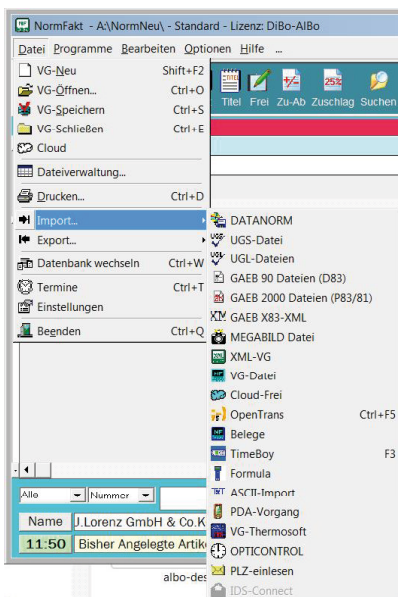 NormFakt - A:\NormNeu\ - Standard - Lizenz: DiBo-AlBo
Datei Programme Bearbeiten Optionen Hilfe ...
VG-Neu Shift+F2
VG-Öffnen... Ctrl+O
VG-Speichern Ctrl+S
VG-Schließen Ctrl+E
Cloud
Dateiverwaltung...
Drucken... Ctrl+D
Import...
Export...
Datenbank wechseln Ctrl+W
Termine Ctrl+T
Einstellungen
Beenden Ctrl+Q
Titel Frei Zu-Ab Zuschlag Suchen
DATANORM
UGS-Datei
UGL-Dateien
GAEB 90 Dateien (D83)
GAEB 2000 Dateien (P83/81)
GAEB X83-XML
MEGABILD Datei
XML-VG
VG-Datei
Cloud-Frei
OpenTrans Ctrl+F5
Belege
TimeBoy F3
Formula
ASCII-Import
PDA-Vorgang
VG-Thermosoft
OPTICONTROL
PLZ-einlesen
IDS-Connect
Alle Nummer
Name J.Lorenz GmbH & Co.K
11:50 Bisher Angelegte Artik
albo-des